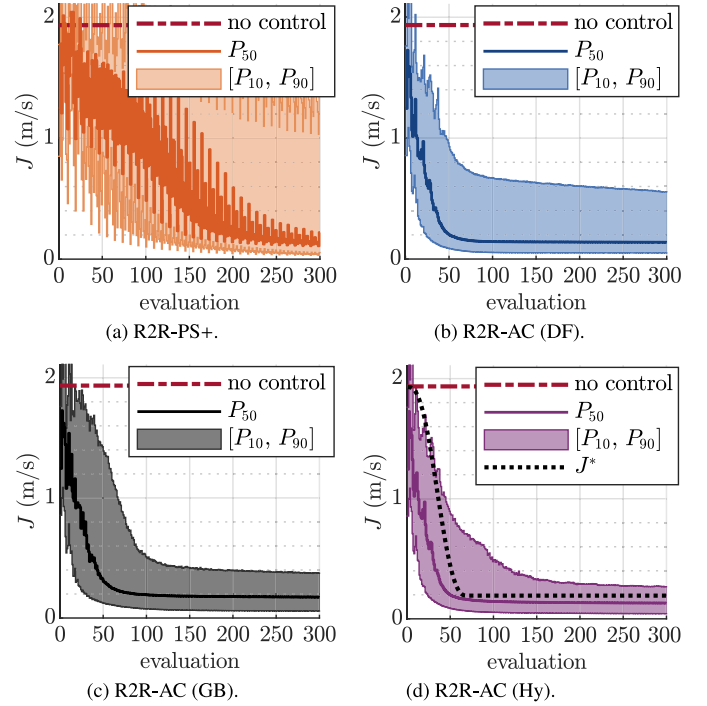 no control
P50
[P10, P90]
J (m/s)
2
1
0
0 50 100 150 200 250 300
evaluation
(a) R2R-PS+.
no control
P50
[P10, P90]
J (m/s)
2
1
0
0 50 100 150 200 250 300
evaluation
(b) R2R-AC (DF).
no control
P50
[P10, P90]
J (m/s)
2
1
0
0 50 100 150 200 250 300
evaluation
(c) R2R-AC (GB).
no control
P50
[P10, P90]
J*
J (m/s)
2
1
0
0 50 100 150 200 250 300
evaluation
(d) R2R-AC (Hy).